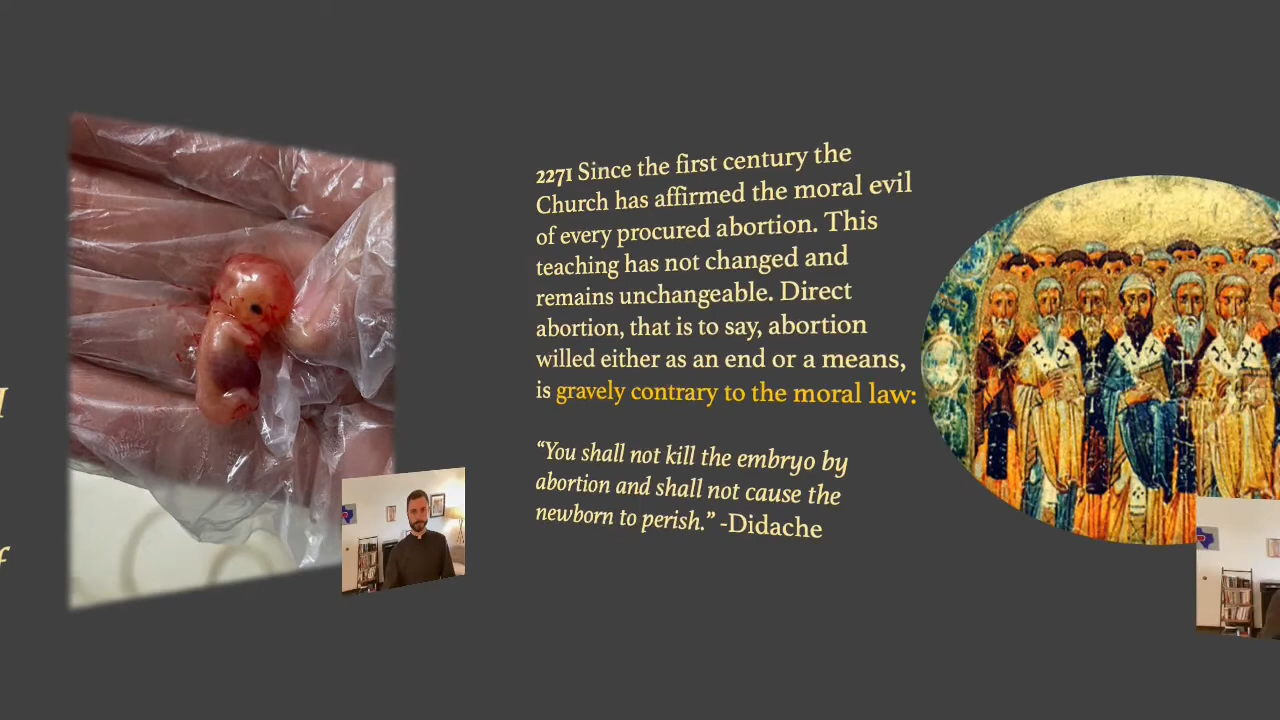 2271 Since the first century the
Church has affirmed the moral evil
of every procured abortion. This
teaching has not changed and
remains unchangeable. Direct
abortion, that is to say, abortion
willed either as an end or a means,
is gravely contrary to the moral law:
“You shall not kill the embryo by
abortion and shall not cause the
newborn to perish.” -Didache